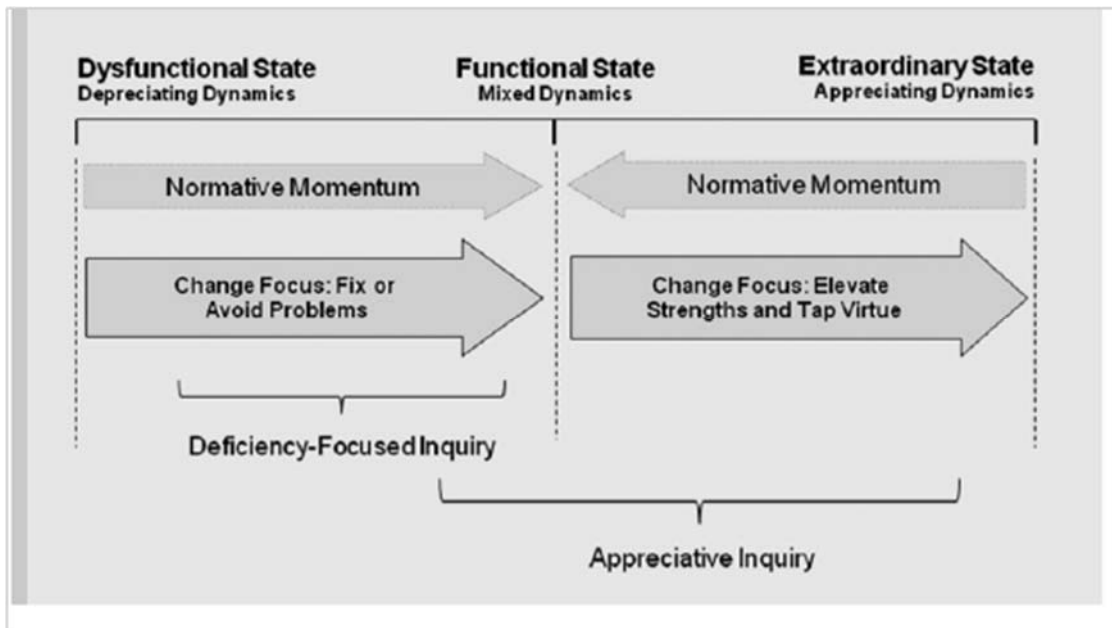 Dysfunctional State
Depreciating Dynamics
Functional State
Mixed Dynamics
Extraordinary State
Appreciating Dynamics
Normative Momentum
Normative Momentum
Change Focus: Fix or
Avoid Problems
Change Focus: Elevate
Strengths and Tap Virtue
Deficiency-Focused Inquiry
Appreciative Inquiry